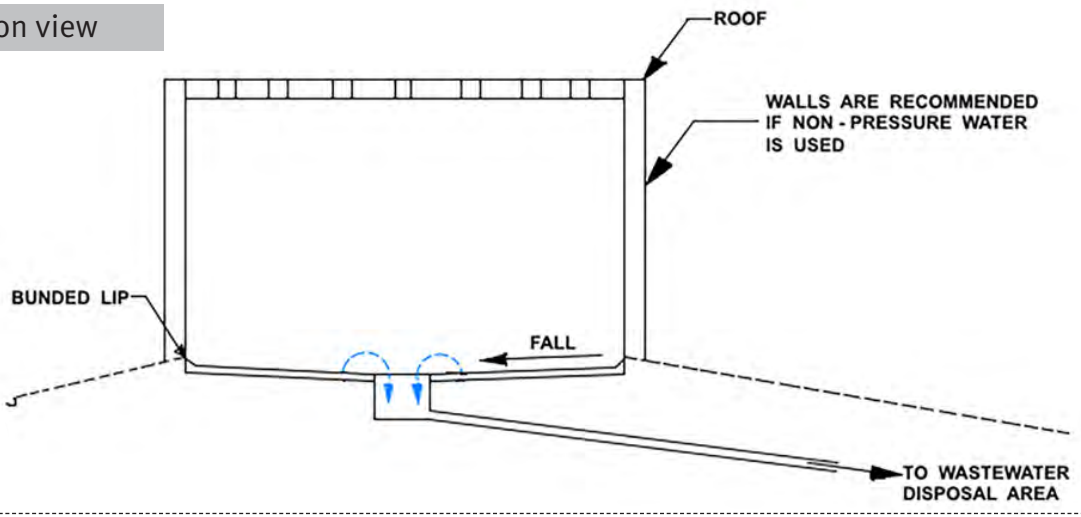 on view
ROOF
WALLS ARE RECOMMENDED
IF NON - PRESSURE WATER
IS USED
BUNDED LIP
FALL
TO WASTEWATER
DISPOSAL AREA